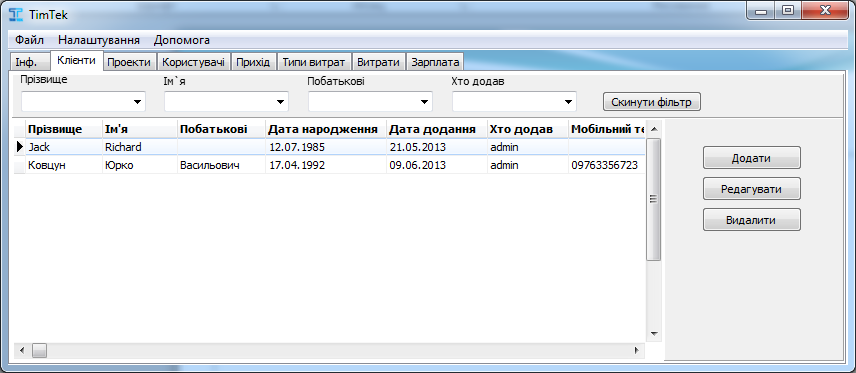 TimTek
Файл Налаштування Допомога
Інф. Клієнти Проекти Користувачі Прихід Типи витрат Витрати Зарплата
Прізвище Ім`я Побатькові Хто додав
Скинути фільтр
Прізвище Ім'я Побатькові Дата народження Дата додання Хто додав Мобільний те
Jack Richard 12.07.1985 21.05.2013 admin
Ковцун Юрко Васильович 17.04.1992 09.06.2013 admin 09763356723
Додати
Редагувати
Видалити